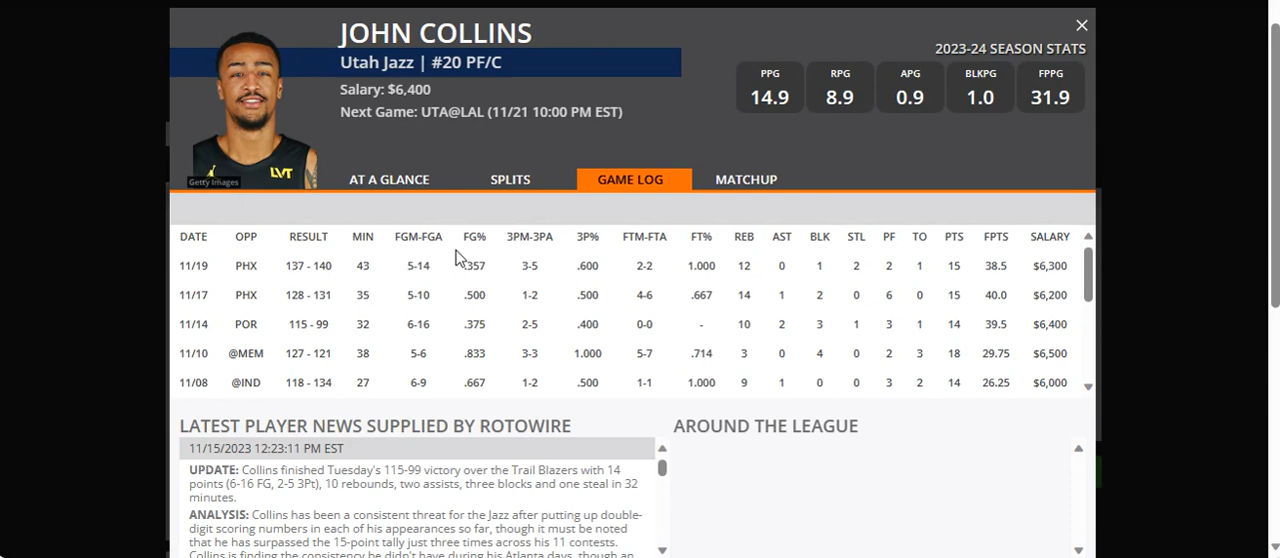 JOHN COLLINS
Utah Jazz | #20 PF/C
Salary: $6,400
Next Game: UTA@LAL (11/21 10:00 PM EST)
2023-24 SEASON STATS
PPG RPG APG BLKPG FPPG
14.9 8.9 0.9 1.0 31.9
LVT
Getty Images
AT A GLANCE SPLITS GAME LOG MATCHUP
DATE OPP RESULT MIN FGM-FGA FG% 3PM-3PA 3P% FTM-FTA FT% REB AST BLK STL PF TO PTS FPTS SALARY
11/19 PHX 137 - 140 43 5-14 .357 3-5 .600 2-2 1.000 12 0 1 2 2 1 15 38.5 $6,300
11/17 PHX 128 - 131 35 5-10 .500 1-2 .500 4-6 .667 14 1 2 0 6 0 15 40.0 $6,200
11/14 POR 115 - 99 32 6-16 .375 2-5 .400 0-0 - 10 2 3 1 3 1 14 39.5 $6,400
11/10 @MEM 127 - 121 38 5-6 .833 3-3 1.000 5-7 .714 3 0 4 0 2 3 18 29.75 $6,500
11/08 @IND 118 - 134 27 6-9 .667 1-2 .500 1-1 1.000 9 1 0 0 3 2 14 26.25 $6,000
LATEST PLAYER NEWS SUPPLIED BY ROTOWIRE
11/15/2023 12:23:11 PM EST
UPDATE: Collins finished Tuesday's 115-99 victory over the Trail Blazers with 14
points (6-16 FG, 2-5 3Pt), 10 rebounds, two assists, three blocks and one steal in 32
minutes.
ANALYSIS: Collins has been a consistent threat for the Jazz after putting up double-
digit scoring numbers in each of his appearances so far, though it must be noted
that he has surpassed the 15-point tally just three times across his 11 contests.
Collins is finding the consistency he didn't have during his Atlanta days, though an
AROUND THE LEAGUE